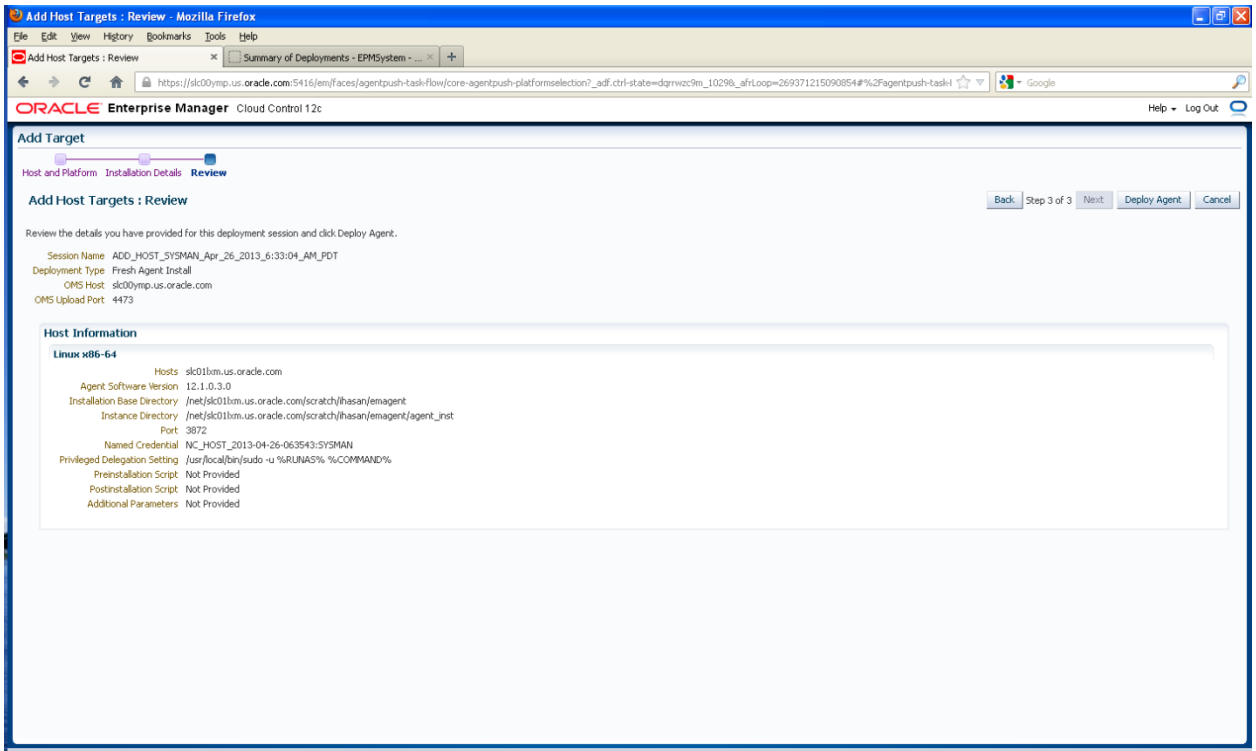 Add Host Targets : Review - Mozilla Firefox
File Edit View History Bookmarks Tools Help
Add Host Targets : Review × Summary of Deployments - EPMSystem - ... × +
https://slc00ymp.us.oracle.com:5416/em/faces/agentpush-task-flow/core-agentpush-platformselection?_adf.ctrl-state=dqrrwzc9m_1029&_afrLoop=269371215090854#%2Fagentpush-task-l Google
ORACLE Enterprise Manager Cloud Control 12c Help Log Out
Add Target
Host and Platform Installation Details Review
Add Host Targets : Review Back Step 3 of 3 Next Deploy Agent Cancel
Review the details you have provided for this deployment session and click Deploy Agent.
Session Name ADD_HOST_SYSMAN_Apr_26_2013_6:33:04_AM_PDT
Deployment Type Fresh Agent Install
OMS Host slc00ymp.us.oracle.com
OMS Upload Port 4473
Host Information
Linux x86-64
Hosts slc01lxm.us.oracle.com
Agent Software Version 12.1.0.3.0
Installation Base Directory /net/slc01lxm.us.oracle.com/scratch/ihasan/emagent
Instance Directory /net/slc01lxm.us.oracle.com/scratch/ihasan/emagent/agent_inst
Port 3872
Named Credential NC_HOST_2013-04-26-063543:SYSMAN
Privileged Delegation Setting /usr/local/bin/sudo -u %RUNAS% %COMMAND%
Preinstallation Script Not Provided
Postinstallation Script Not Provided
Additional Parameters Not Provided